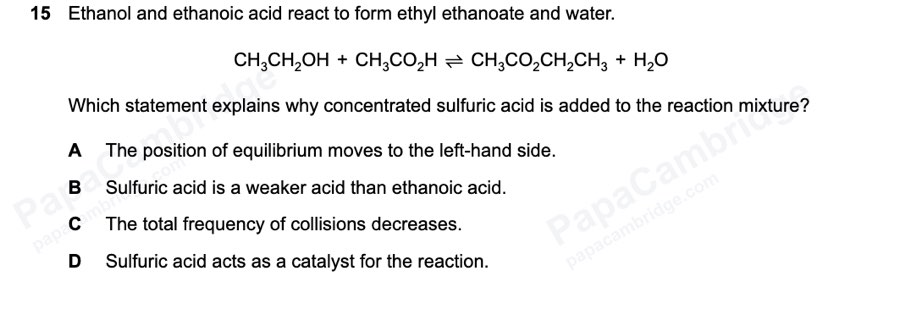 15 Ethanol and ethanoic acid react to form ethyl ethanoate and water.
CH₃CH₂OH + CH₃CO₂H ⇌ CH₃CO₂CH₂CH₃ + H₂O
Which statement explains why concentrated sulfuric acid is added to the reaction mixture?
A The position of equilibrium moves to the left-hand side.
B Sulfuric acid is a weaker acid than ethanoic acid.
C The total frequency of collisions decreases.
D Sulfuric acid acts as a catalyst for the reaction.
PapaCambridge
papacambridge.com
PapaCambridge
papacambridge.com